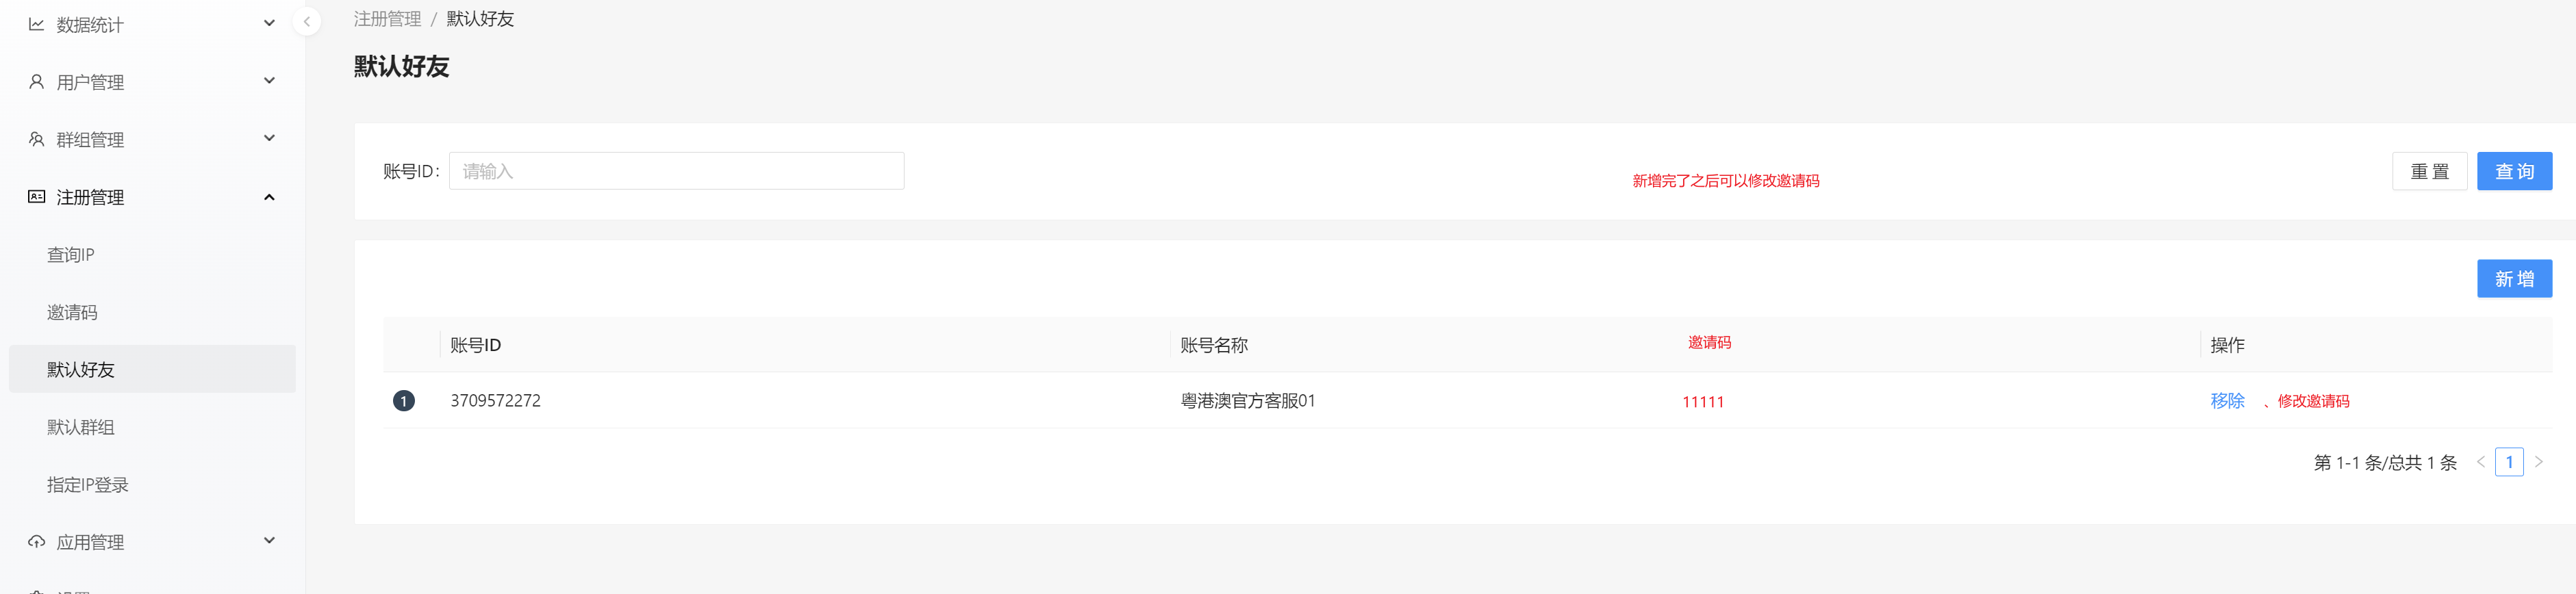 数据统计
用户管理
群组管理
注册管理
查询IP
邀请码
默认好友
默认群组
指定IP登录
应用管理
注册管理 / 默认好友
默认好友
账号ID: 请输入
新增完了之后可以修改邀请码
重置 查询
新增
账号ID 账号名称 邀请码 操作
1 3709572272 粤港澳官方客服01 11111 移除 、修改邀请码
第 1-1 条/总共 1 条 < 1 >